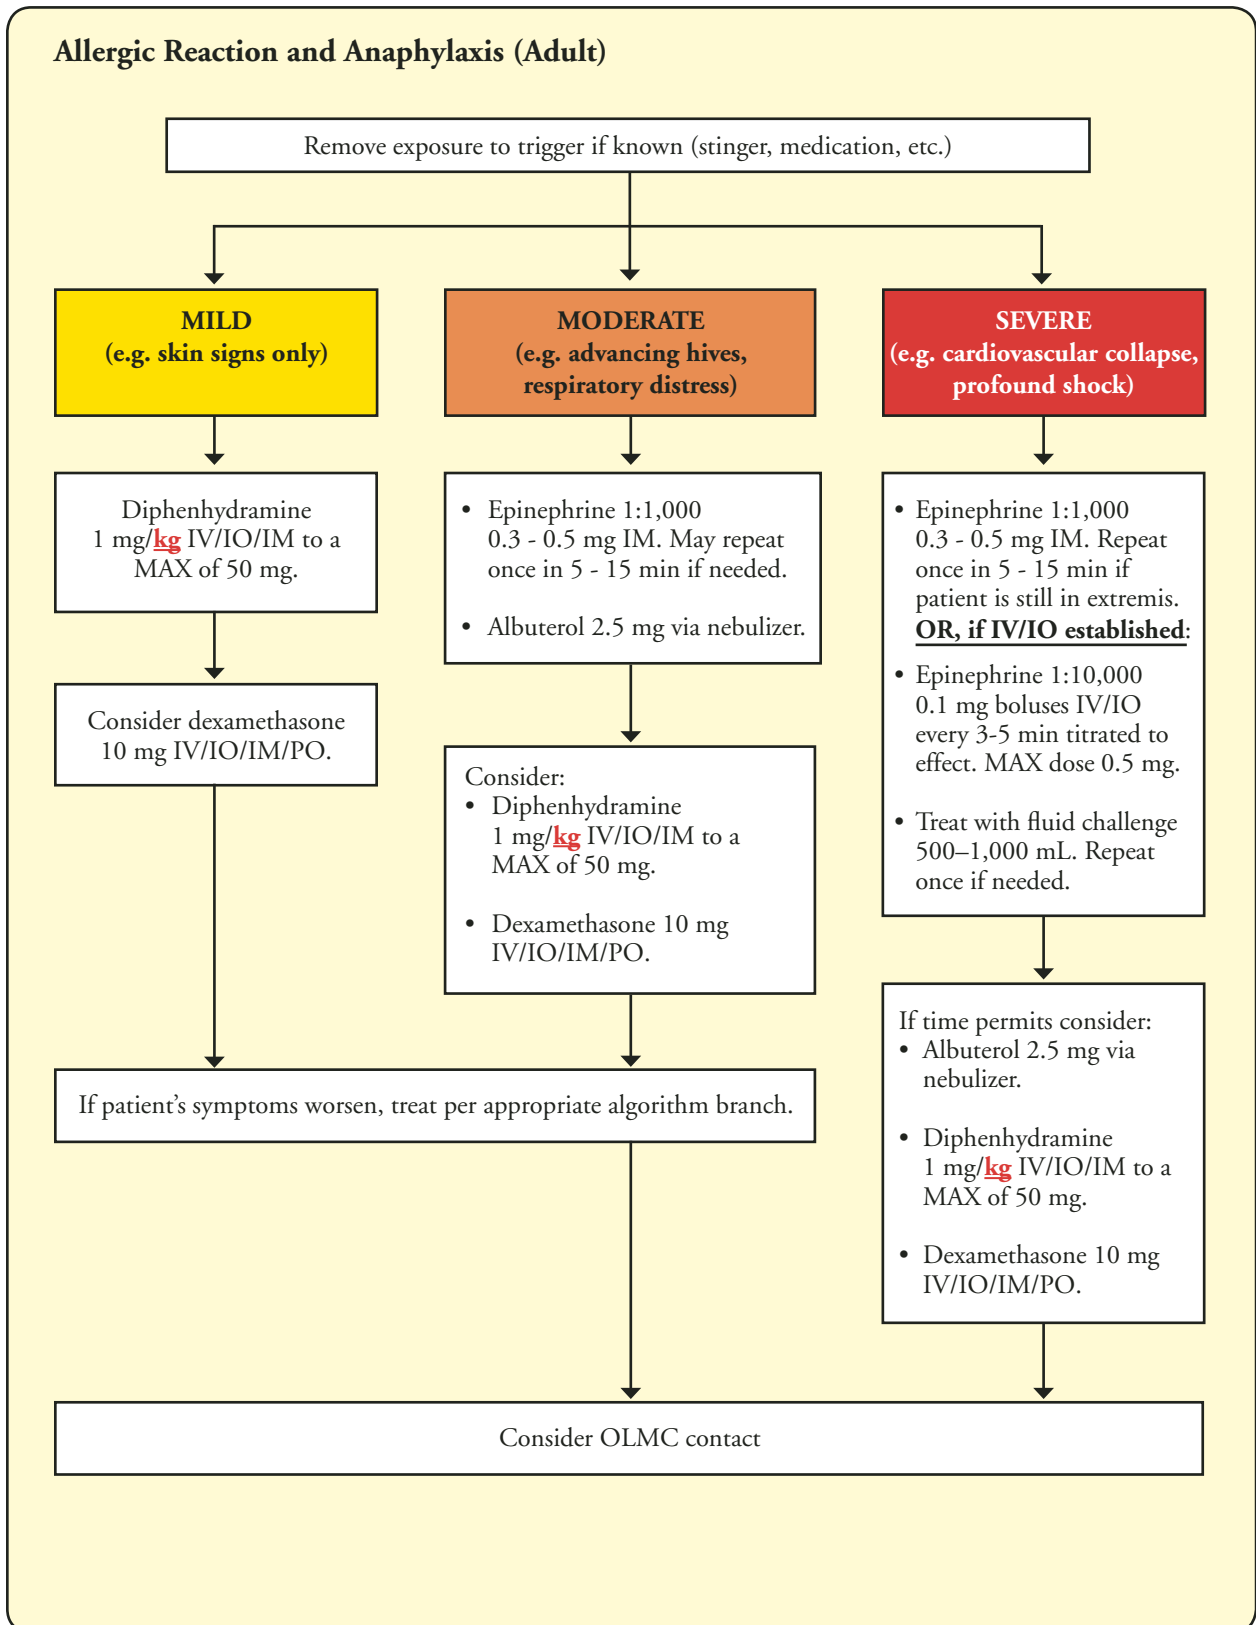 Allergic Reaction and Anaphylaxis (Adult)
Remove exposure to trigger if known (stinger, medication, etc.)
MILD
(e.g. skin signs only)
Diphenhydramine
1 mg/kg IV/IO/IM to a
MAX of 50 mg.
Consider dexamethasone
10 mg IV/IO/IM/PO.
MODERATE
(e.g. advancing hives,
respiratory distress)
• Epinephrine 1:1,000
0.3 - 0.5 mg IM. May repeat
once in 5 - 15 min if needed.
• Albuterol 2.5 mg via nebulizer.
Consider:
• Diphenhydramine
1 mg/kg IV/IO/IM to a
MAX of 50 mg.
• Dexamethasone 10 mg
IV/IO/IM/PO.
If patient’s symptoms worsen, treat per appropriate algorithm branch.
SEVERE
(e.g. cardiovascular collapse,
profound shock)
• Epinephrine 1:1,000
0.3 - 0.5 mg IM. Repeat
once in 5 - 15 min if
patient is still in extremis.
OR, if IV/IO established:
• Epinephrine 1:10,000
0.1 mg boluses IV/IO
every 3-5 min titrated to
effect. MAX dose 0.5 mg.
• Treat with fluid challenge
500–1,000 mL. Repeat
once if needed.
If time permits consider:
• Albuterol 2.5 mg via
nebulizer.
• Diphenhydramine
1 mg/kg IV/IO/IM to a
MAX of 50 mg.
• Dexamethasone 10 mg
IV/IO/IM/PO.
Consider OLMC contact